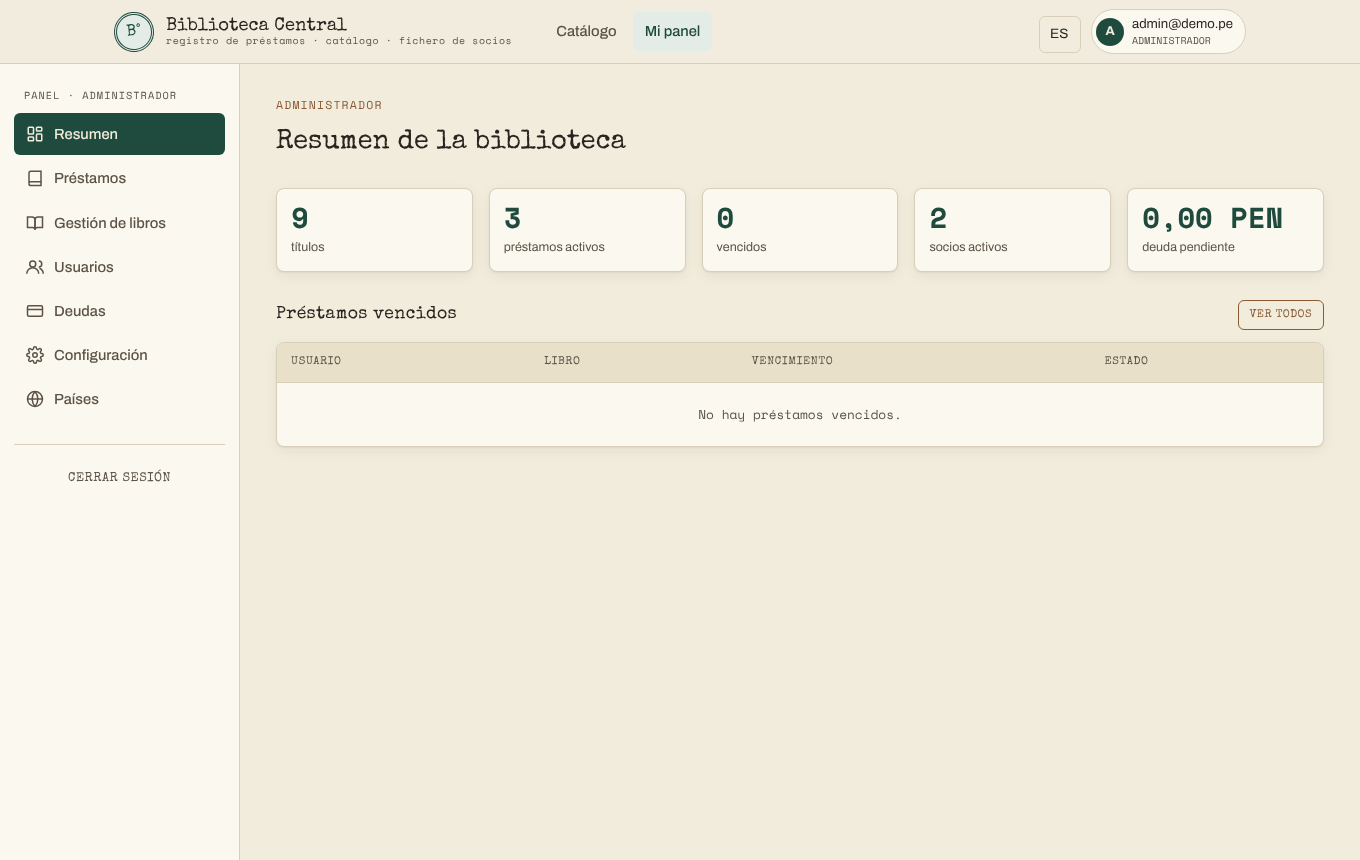 B°
Biblioteca Central
registro de préstamos · catálogo · fichero de socios
Catálogo
Mi panel
ES
A
admin@demo.pe
ADMINISTRADOR
PANEL · ADMINISTRADOR
Resumen
Préstamos
Gestión de libros
Usuarios
Deudas
Configuración
Países
CERRAR SESIÓN
ADMINISTRADOR
Resumen de la biblioteca
9
títulos
3
préstamos activos
0
vencidos
2
socios activos
0,00 PEN
deuda pendiente
Préstamos vencidos
VER TODOS
USUARIO LIBRO VENCIMIENTO ESTADO
No hay préstamos vencidos.